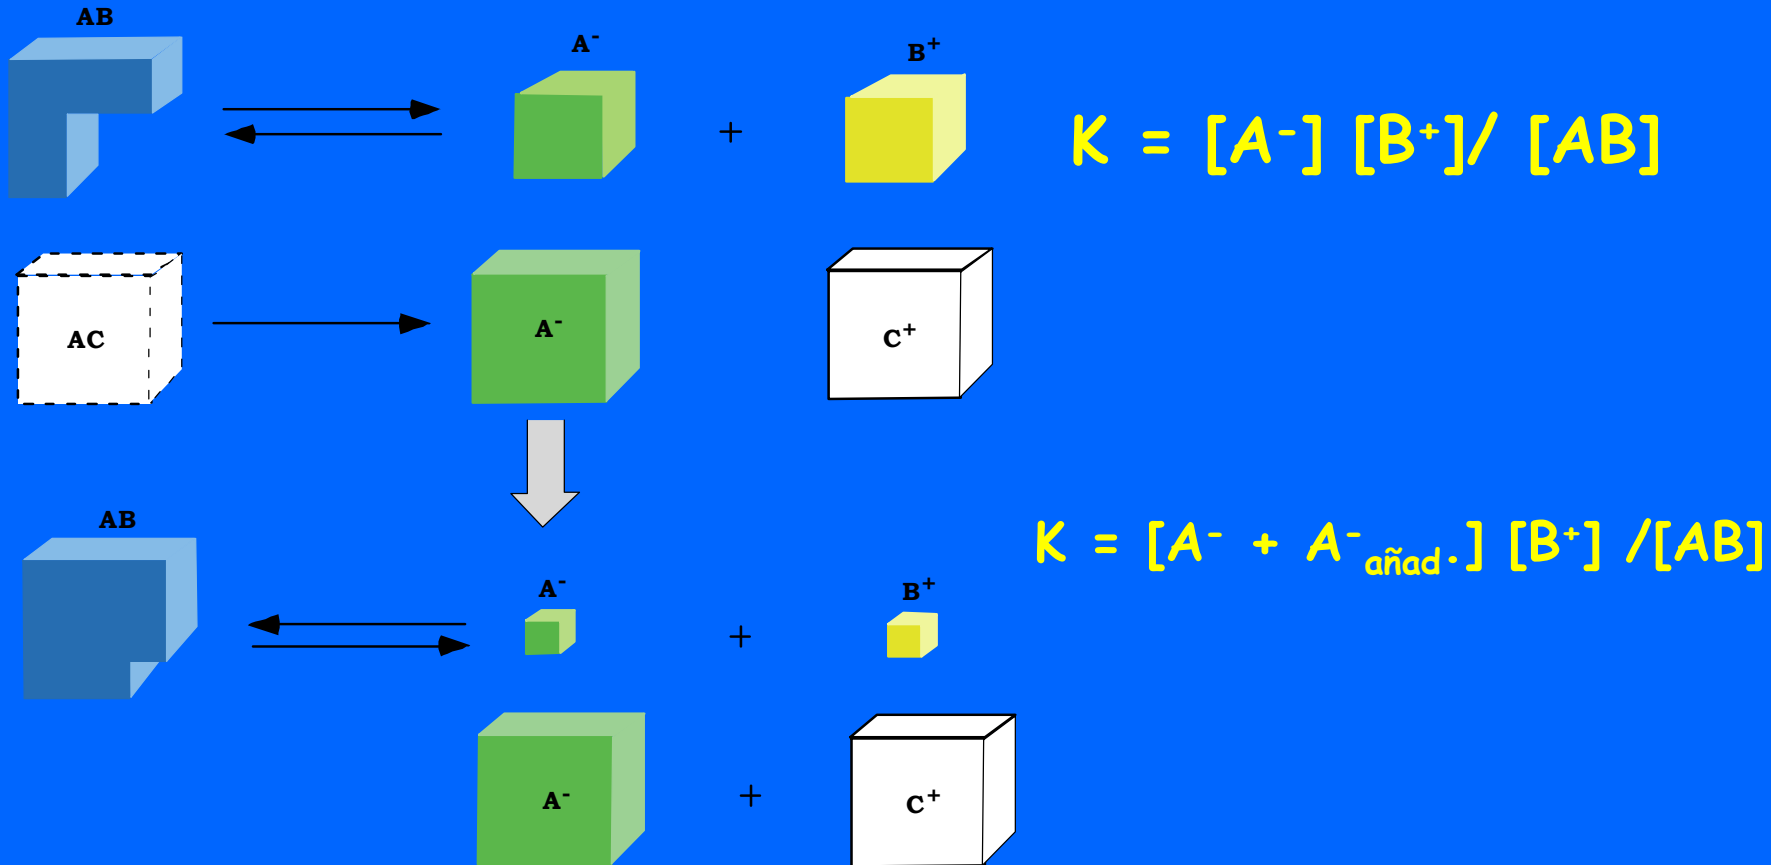 AB
A⁻ + B⁺
K = [A⁻] [B⁺]/ [AB]
AC A⁻ C⁺
AB
K = [A⁻ + A⁻añad.] [B⁺] /[AB]
A⁻ + B⁺
A⁻ + C⁺